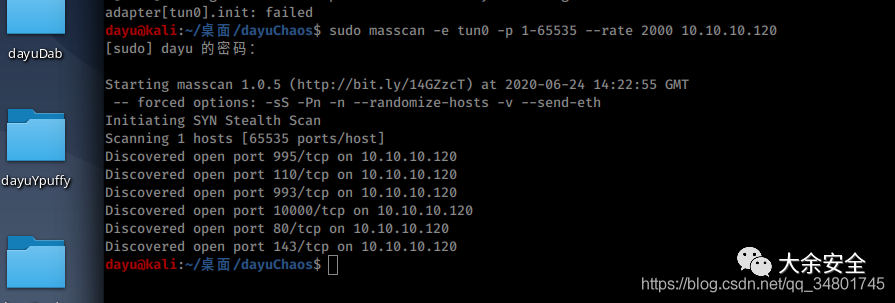 adapter[tun0].init: failed
dayu@kali:~/桌面/dayuChaos$ sudo masscan -e tun0 -p 1-65535 --rate 2000 10.10.10.120
[sudo] dayu 的密码：
Starting masscan 1.0.5 (http://bit.ly/14GZzcT) at 2020-06-24 14:22:55 GMT
 -- forced options: -sS -Pn -n --randomize-hosts -v --send-eth
Initiating SYN Stealth Scan
Scanning 1 hosts [65535 ports/host]
Discovered open port 995/tcp on 10.10.10.120
Discovered open port 110/tcp on 10.10.10.120
Discovered open port 993/tcp on 10.10.10.120
Discovered open port 10000/tcp on 10.10.10.120
Discovered open port 80/tcp on 10.10.10.120
Discovered open port 143/tcp on 10.10.10.120
dayu@kali:~/桌面/dayuChaos$
dayuDab
dayuYpuffy
大余安全
https://blog.csdn.net/qq_34801745